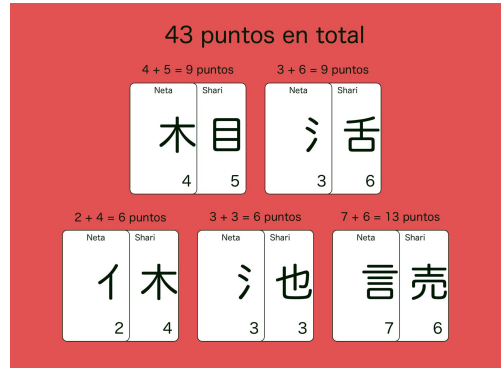 43 puntos en total
4 + 5 = 9 puntos 3 + 6 = 9 puntos
Neta Shari Neta Shari
木 目 氵 舌
4 5 3 6
2 + 4 = 6 puntos 3 + 3 = 6 puntos 7 + 6 = 13 puntos
Neta Shari Neta Shari Neta Shari
亻 木 氵 也 言 売
2 4 3 3 7 6